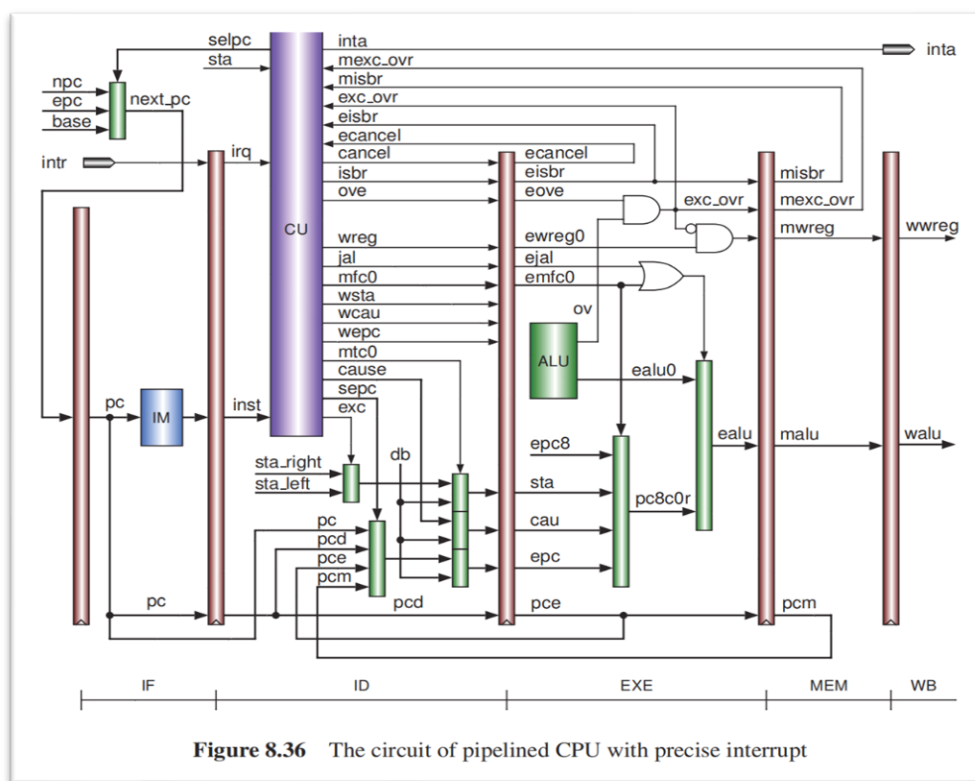 selpc
inta
inta
sta
mexc_ovr
misbr
npc
next_pc
exc_ovr
epc
eisbr
base
ecancel
intr
irq
cancel
ecancel
isbr
eisbr
misbr
ove
eove
exc_ovr
mexc_ovr
CU
mwreg
wwreg
wreg
ewreg0
jal
ejal
mfc0
emfc0
wsta
ov
wcau
wepc
mtc0
ALU
cause
ealu0
sepc
pc
IM
inst
exc
ealu
malu
walu
sta_right
db
epc8
sta_left
sta
pc8c0r
pc
cau
pcd
pce
epc
pcm
pc
pcd
pce
pcm
IF
ID
EXE
MEM
WB
Figure 8.36 The circuit of pipelined CPU with precise interrupt